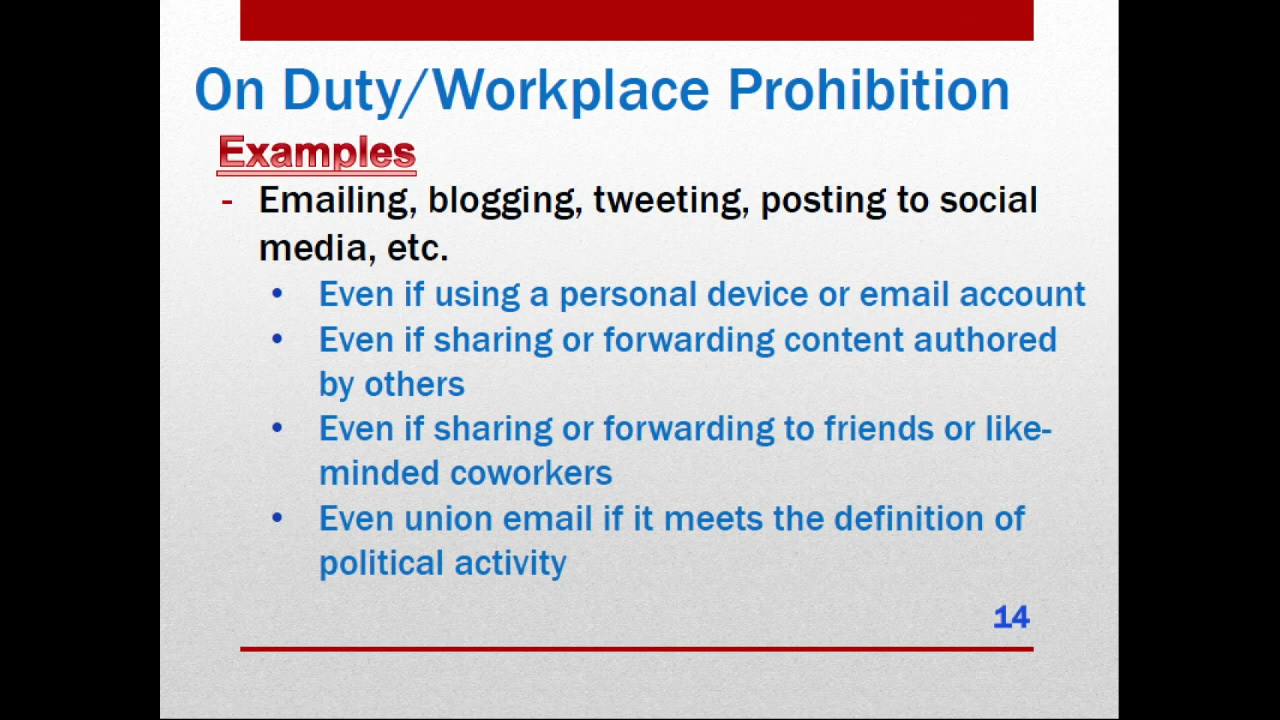 On Duty/Workplace Prohibition
Examples
- Emailing, blogging, tweeting, posting to social
media, etc.
• Even if using a personal device or email account
• Even if sharing or forwarding content authored
by others
• Even if sharing or forwarding to friends or like-
minded coworkers
• Even union email if it meets the definition of
political activity
14